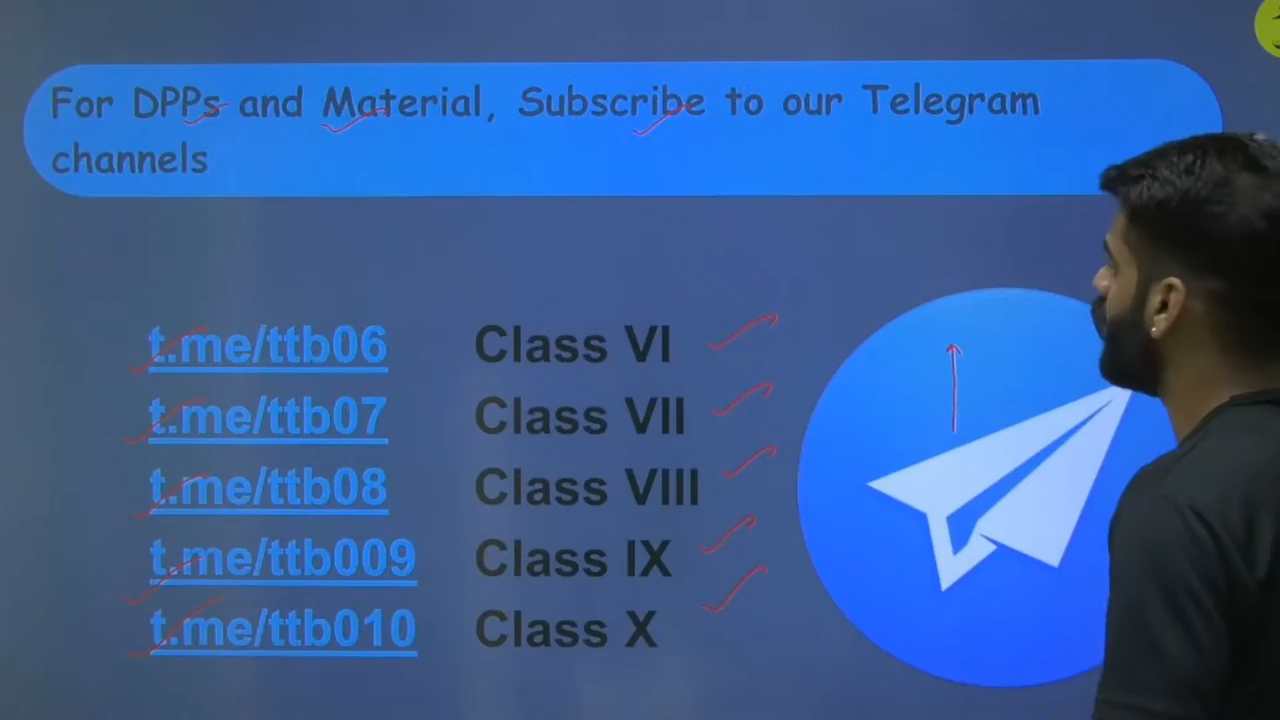 For DPPs and Material, Subscribe to our Telegram
channels
t.me/ttb06 Class VI
t.me/ttb07 Class VII
t.me/ttb08 Class VIII
t.me/ttb009 Class IX
t.me/ttb010 Class X